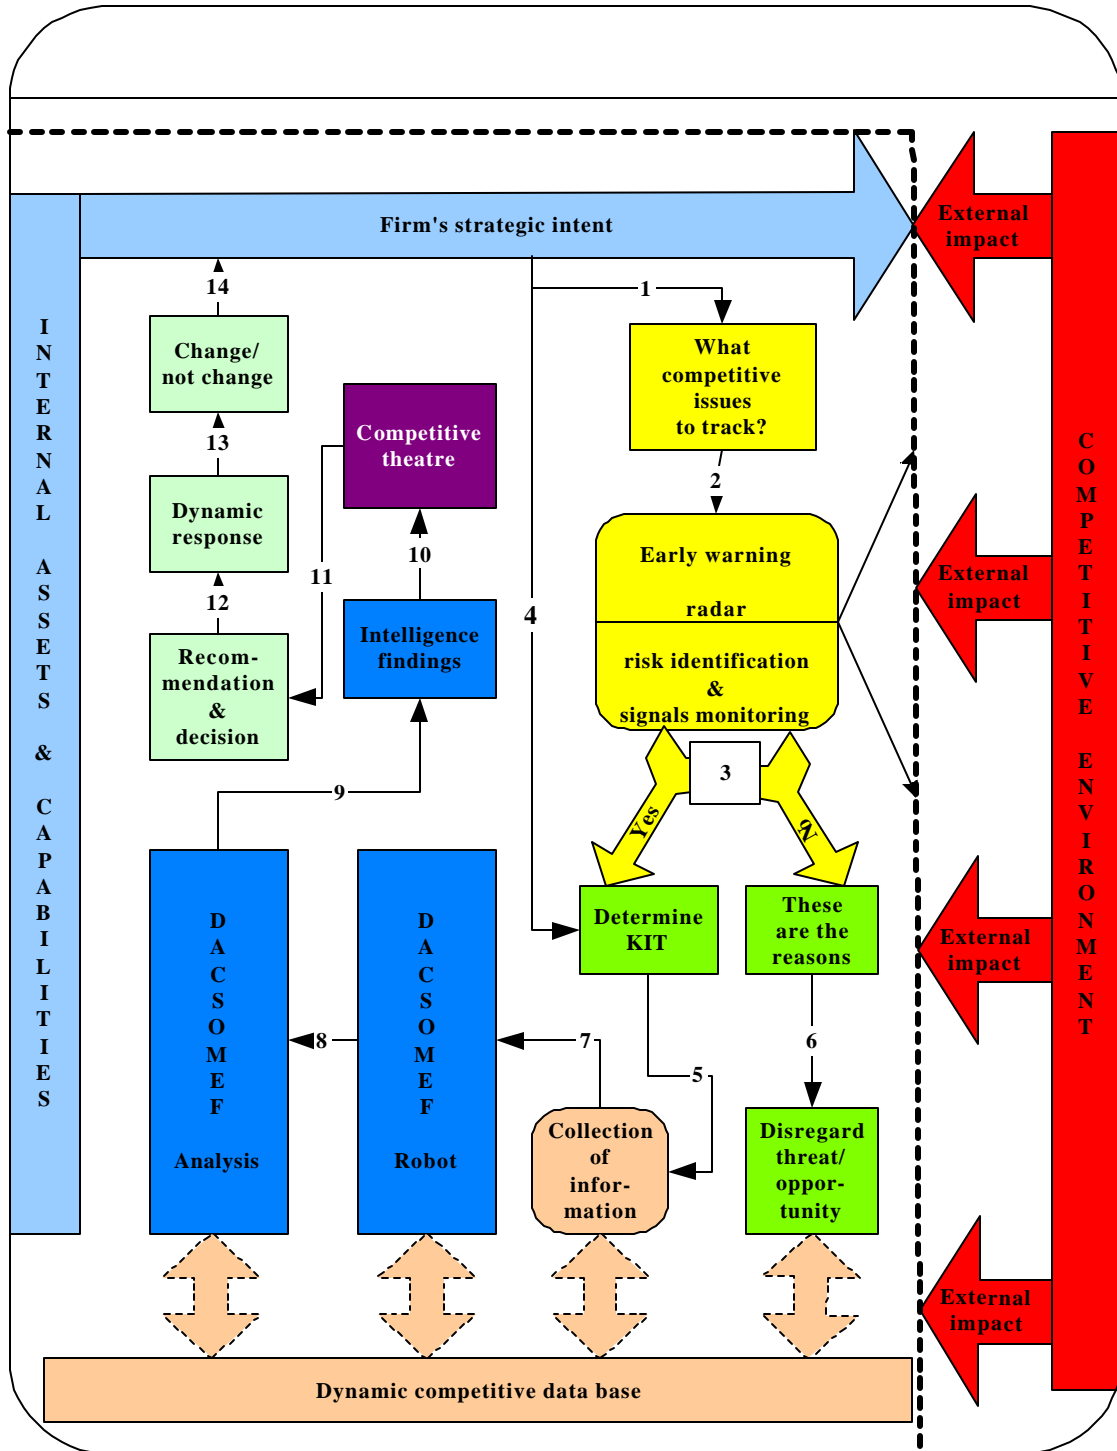 Firm's strategic intent
External
impact
1
14
What
competitive
issues
to track?
Change/
not change
Competitive
theatre
13
2
Dynamic
response
Early warning
radar
risk identification
&
signals monitoring
10
11
12
4
Intelligence
findings
Recom-
mendation
&
decision
External
impact
3
Yes
No
9
Determine
KIT
These
are the
reasons
External
impact
D
A
C
S
O
M
E
F
Analysis
D
A
C
S
O
M
E
F
Robot
8
7
5
6
Collection
of
infor-
mation
Disregard
threat/
oppor-
tunity
External
impact
Dynamic competitive data base
I
N
T
E
R
N
A
L
A
S
S
E
T
S
&
C
A
P
A
B
I
L
I
T
I
E
S
C
O
M
P
E
T
I
T
I
V
E
E
N
V
I
R
O
N
M
E
N
T